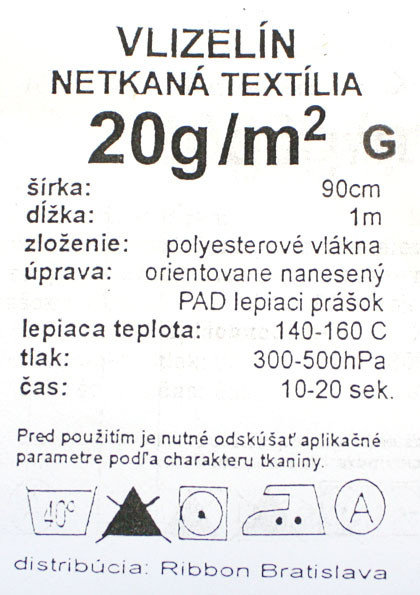 VLIZELÍN
NETKANÁ TEXTÍLIA
20g/m² G
šírka: 90cm
dĺžka: 1m
zloženie: polyesterové vlákna
úprava: orientovane nanesený
PAD lepiaci prášok
lepiaca teplota: 140-160 C
tlak: 300-500hPa
čas: 10-20 sek.
Pred použitím je nutné odskúšať aplikačné
parametre podľa charakteru tkaniny.
40° A
distribúcia: Ribbon Bratislava